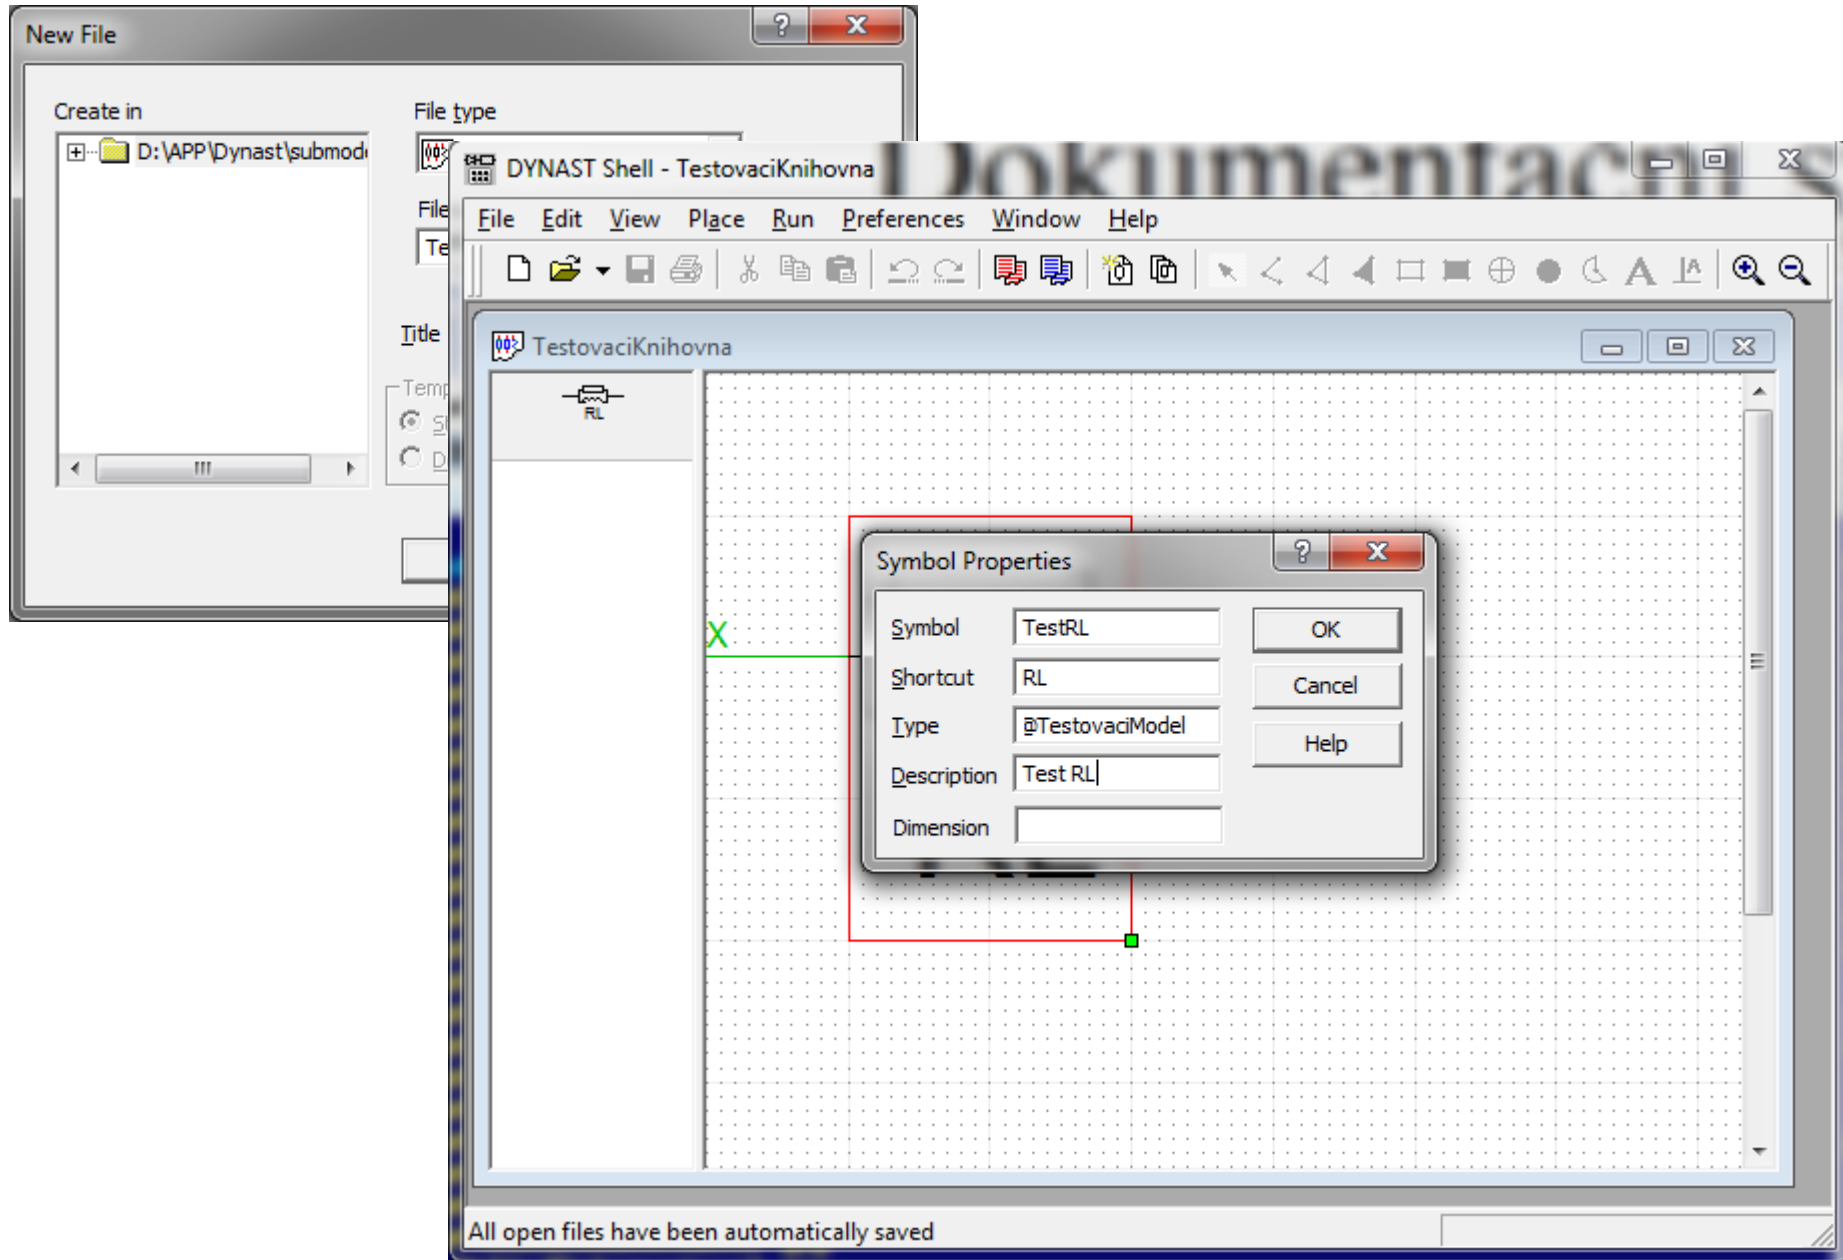 New File
Create in
File type
D:\APP\Dynast\submod
File
Te
Title
Temp
DYNAST Shell - TestovaciKnihovna
Dokumentační s
File Edit View Place Run Preferences Window Help
TestovaciKnihovna
RL
X
Symbol Properties
Symbol TestRL OK
Shortcut RL Cancel
Type @TestovaciModel Help
Description Test RL
Dimension
All open files have been automatically saved